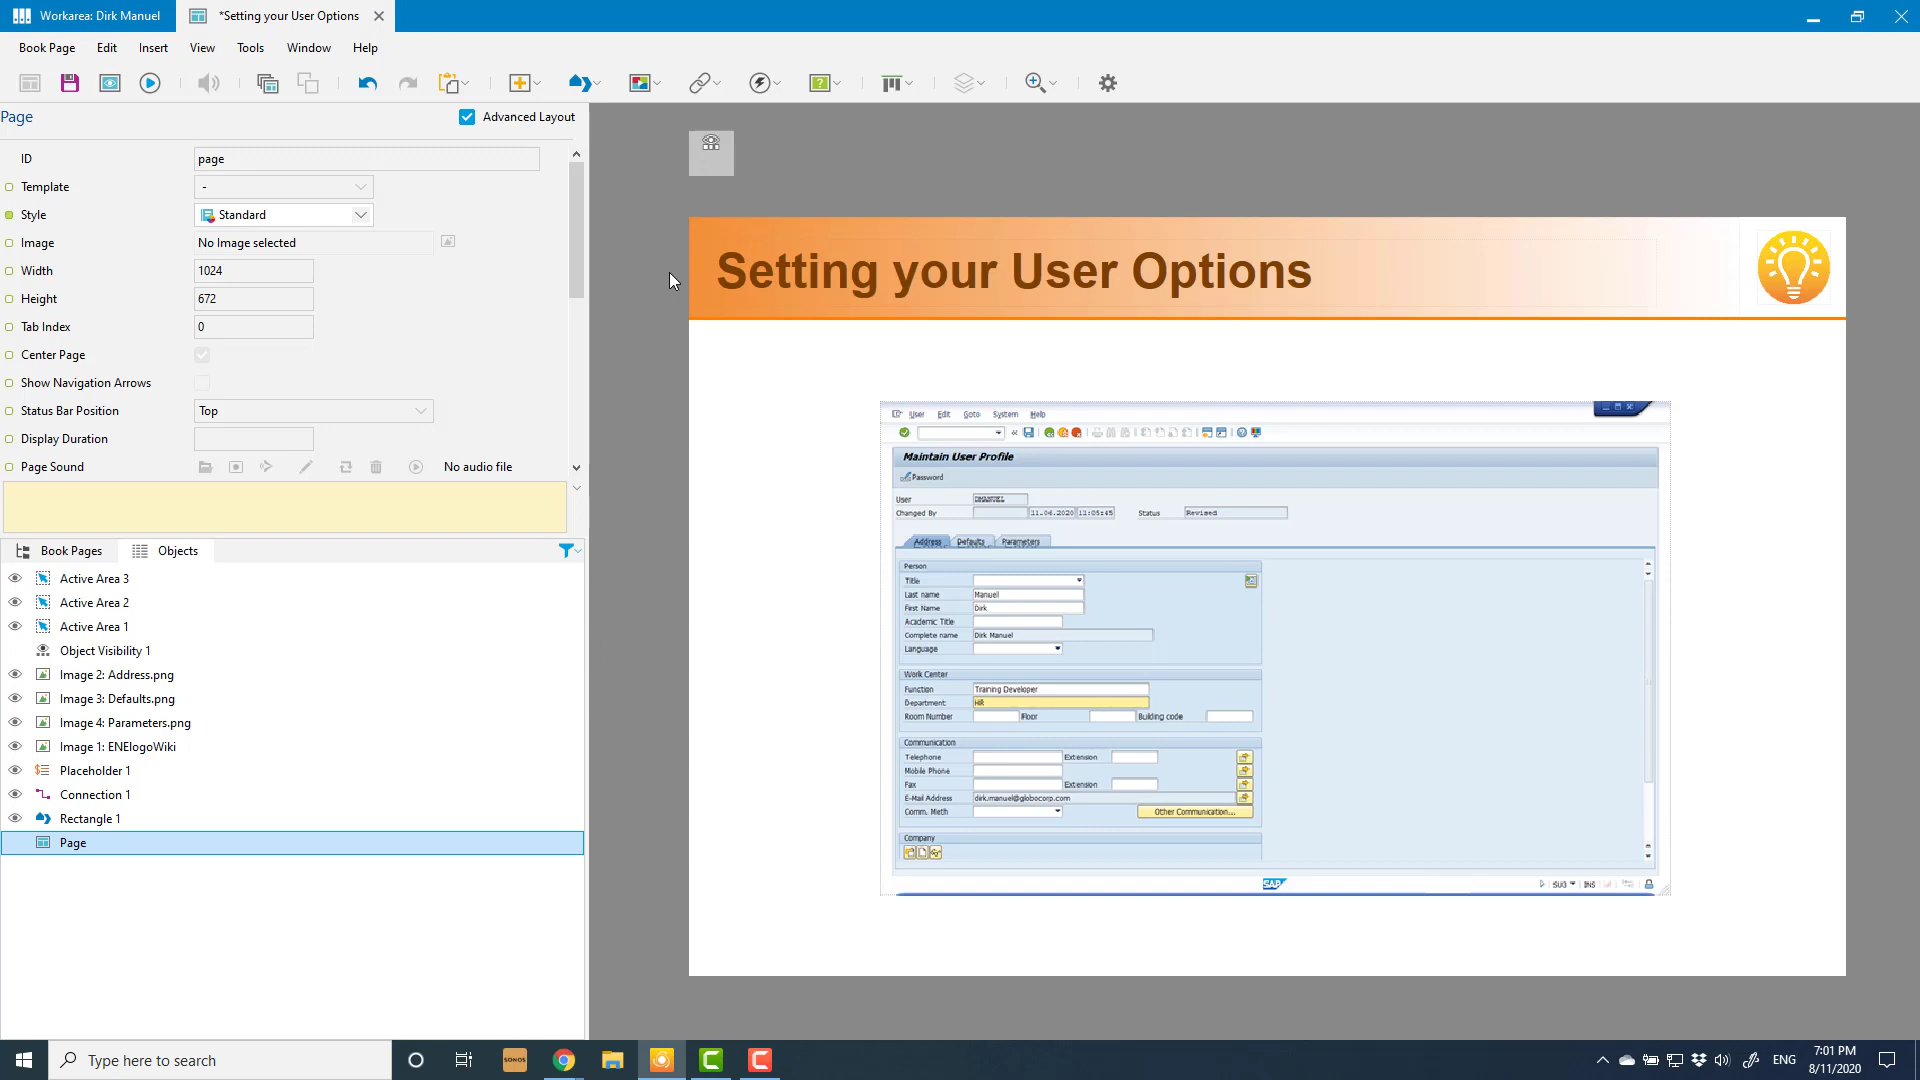 Workarea: Dirk Manuel
*Setting your User Options
Book Page Edit Insert View Tools Window Help
Page
Advanced Layout
ID page
Template -
Style Standard
Image No Image selected
Width 1024
Height 672
Tab Index 0
Center Page
Show Navigation Arrows
Status Bar Position Top
Display Duration
Page Sound No audio file
Book Pages Objects
Active Area 3
Active Area 2
Active Area 1
Object Visibility 1
Image 2: Address.png
Image 3: Defaults.png
Image 4: Parameters.png
Image 1: ENElogoWiki
Placeholder 1
Connection 1
Rectangle 1
Page
Setting your User Options
User Edit Goto System Help
Maintain User Profile
Password
User DMANUEL
Changed By 11.06.2020 11:05:45 Status Revised
Address Defaults Parameters
Person
Title
Last name Manuel
First Name Dirk
Academic Title
Complete name Dirk Manuel
Language
Work Center
Function Training Developer
Department HR
Room Number Floor Building code
Communication
Telephone Extension
Mobile Phone
Fax Extension
E-Mail Address dirk.manuel@globocorp.com
Comm. Meth Other Communication...
Company
SAP
SU3 INS
Type here to search
SONOS
ENG
7:01 PM
8/11/2020